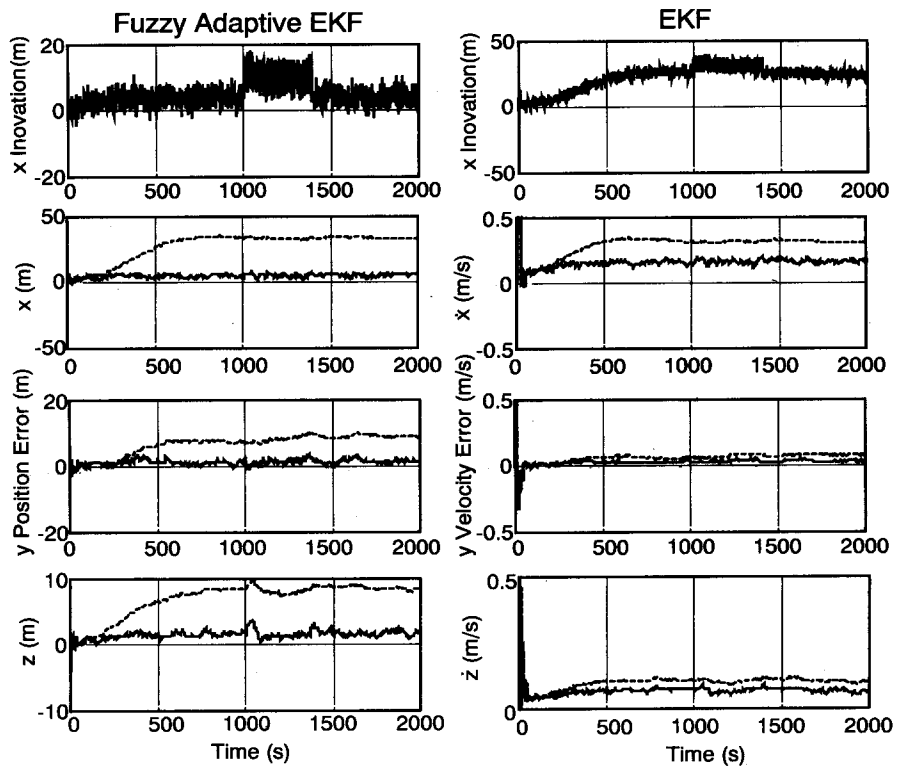 Fuzzy Adaptive EKF
EKF
x Inovation(m)
20
0
-20
0 500 1000 1500 2000
x Inovation(m)
50
0
-50
0 500 1000 1500 2000
x (m)
50
0
-50
0 500 1000 1500 2000
ẋ (m/s)
0.5
0
-0.5
0 500 1000 1500 2000
y Position Error (m)
20
0
-20
0 500 1000 1500 2000
y Velocity Error (m/s)
0.5
0
-0.5
0 500 1000 1500 2000
z (m)
10
0
-10
0 500 1000 1500 2000
Time (s)
ż (m/s)
0.5
0
0 500 1000 1500 2000
Time (s)